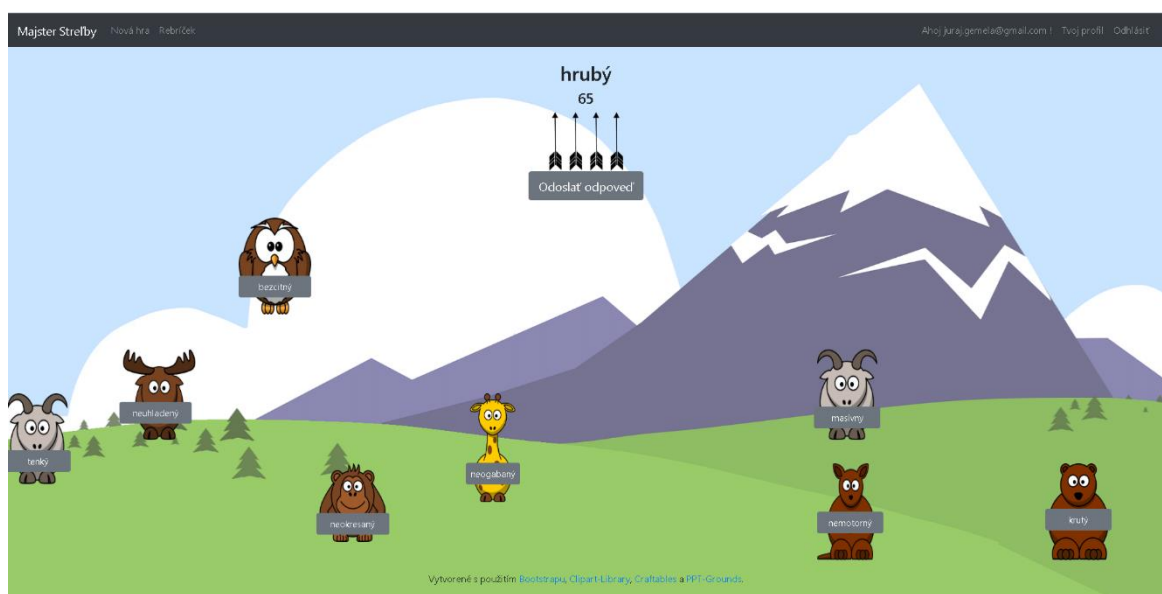 Majster Streľby Nová hra Rebríček Ahoj juraj.gemela@gmail.com ! Tvoj profil Odhlásiť
hrubý
65
Odoslať odpoveď
bezcitný
neuhladený
masívny
tenký
neogabaný
neokresaný
nemotorný
krutý
Vytvorené s použitím Bootstrapu, Clipart-Library, Craftables a PPT-Grounds.